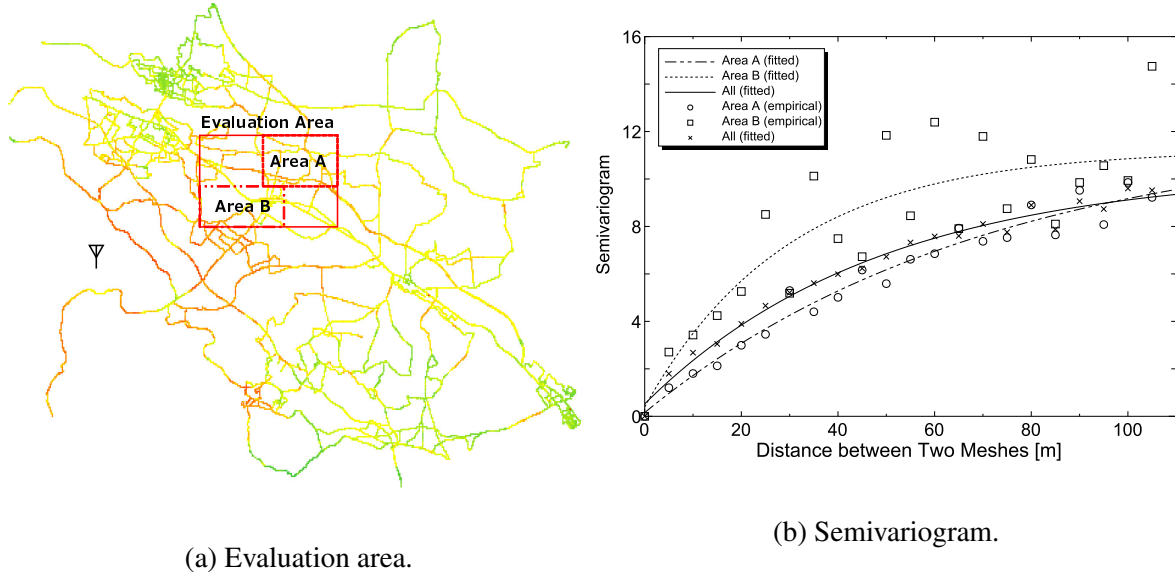 Evaluation Area
Area A
Area B
(a) Evaluation area.
16
12
8
4
0
Semivariogram
Area A (fitted)
Area B (fitted)
All (fitted)
Area A (empirical)
Area B (empirical)
All (fitted)
0 20 40 60 80 100
Distance between Two Meshes [m]
(b) Semivariogram.